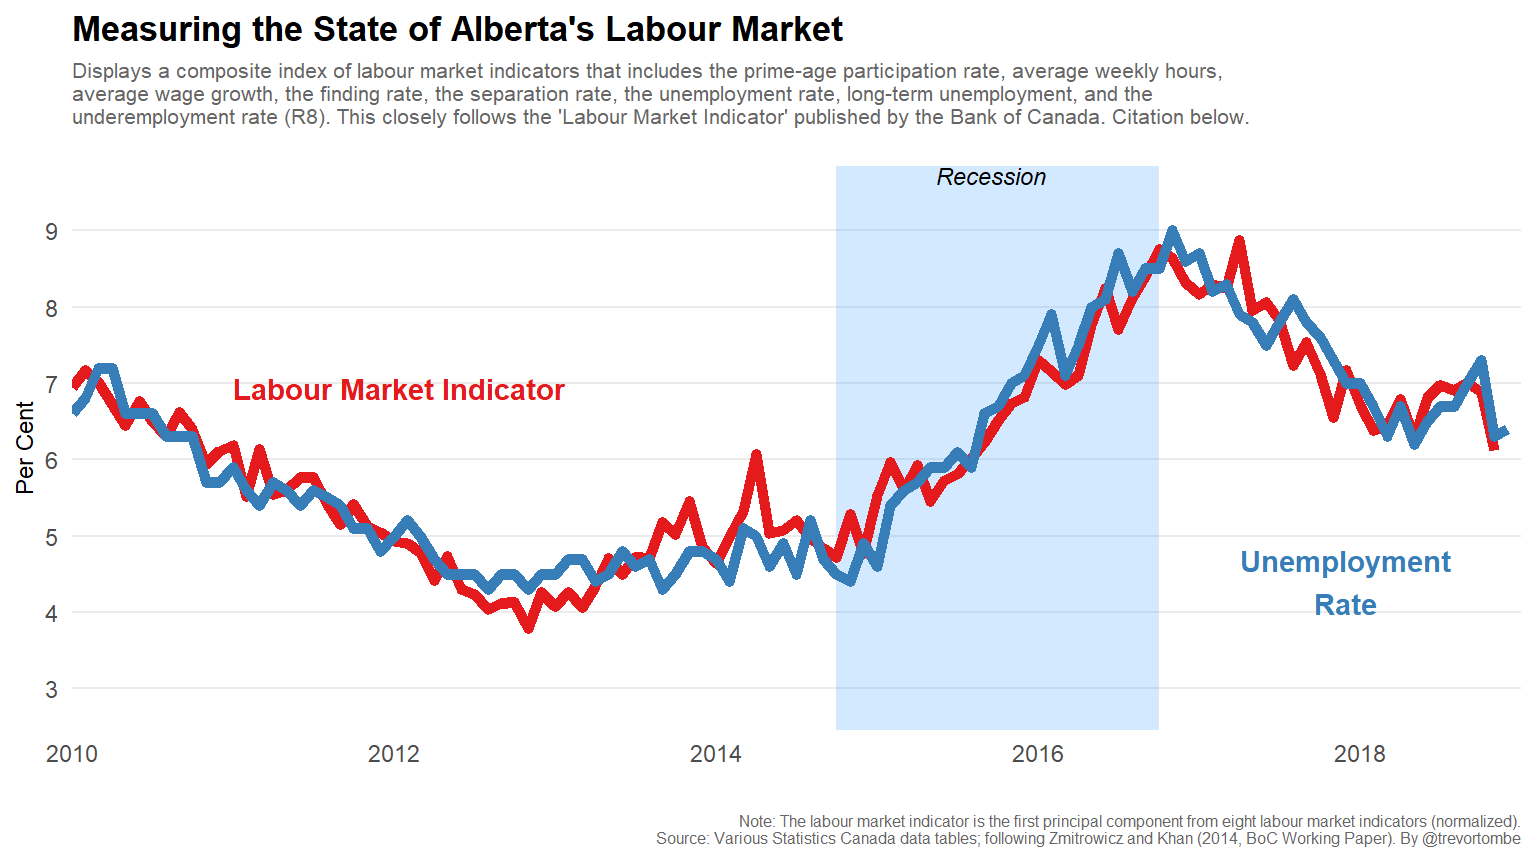 Measuring the State of Alberta's Labour Market
Displays a composite index of labour market indicators that includes the prime-age participation rate, average weekly hours,
average wage growth, the finding rate, the separation rate, the unemployment rate, long-term unemployment, and the
underemployment rate (R8). This closely follows the 'Labour Market Indicator' published by the Bank of Canada. Citation below.
Recession
9
8
7
Labour Market Indicator
Per Cent
6
5
Unemployment
Rate
4
3
2010 2012 2014 2016 2018
Note: The labour market indicator is the first principal component from eight labour market indicators (normalized).
Source: Various Statistics Canada data tables; following Zmitrowicz and Khan (2014, BoC Working Paper). By @trevortombe